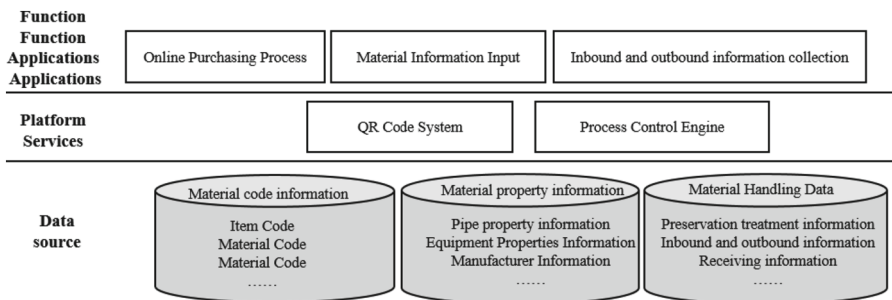 Function
Function
Applications
Applications
Online Purchasing Process
Material Information Input
Inbound and outbound information collection
Platform
Services
QR Code System
Process Control Engine
Data
source
Material code information
Item Code
Material Code
Material Code
......
Material property information
Pipe property information
Equipment Properties Information
Manufacturer Information
......
Material Handling Data
Preservation treatment information
Inbound and outbound information
Receiving information
......